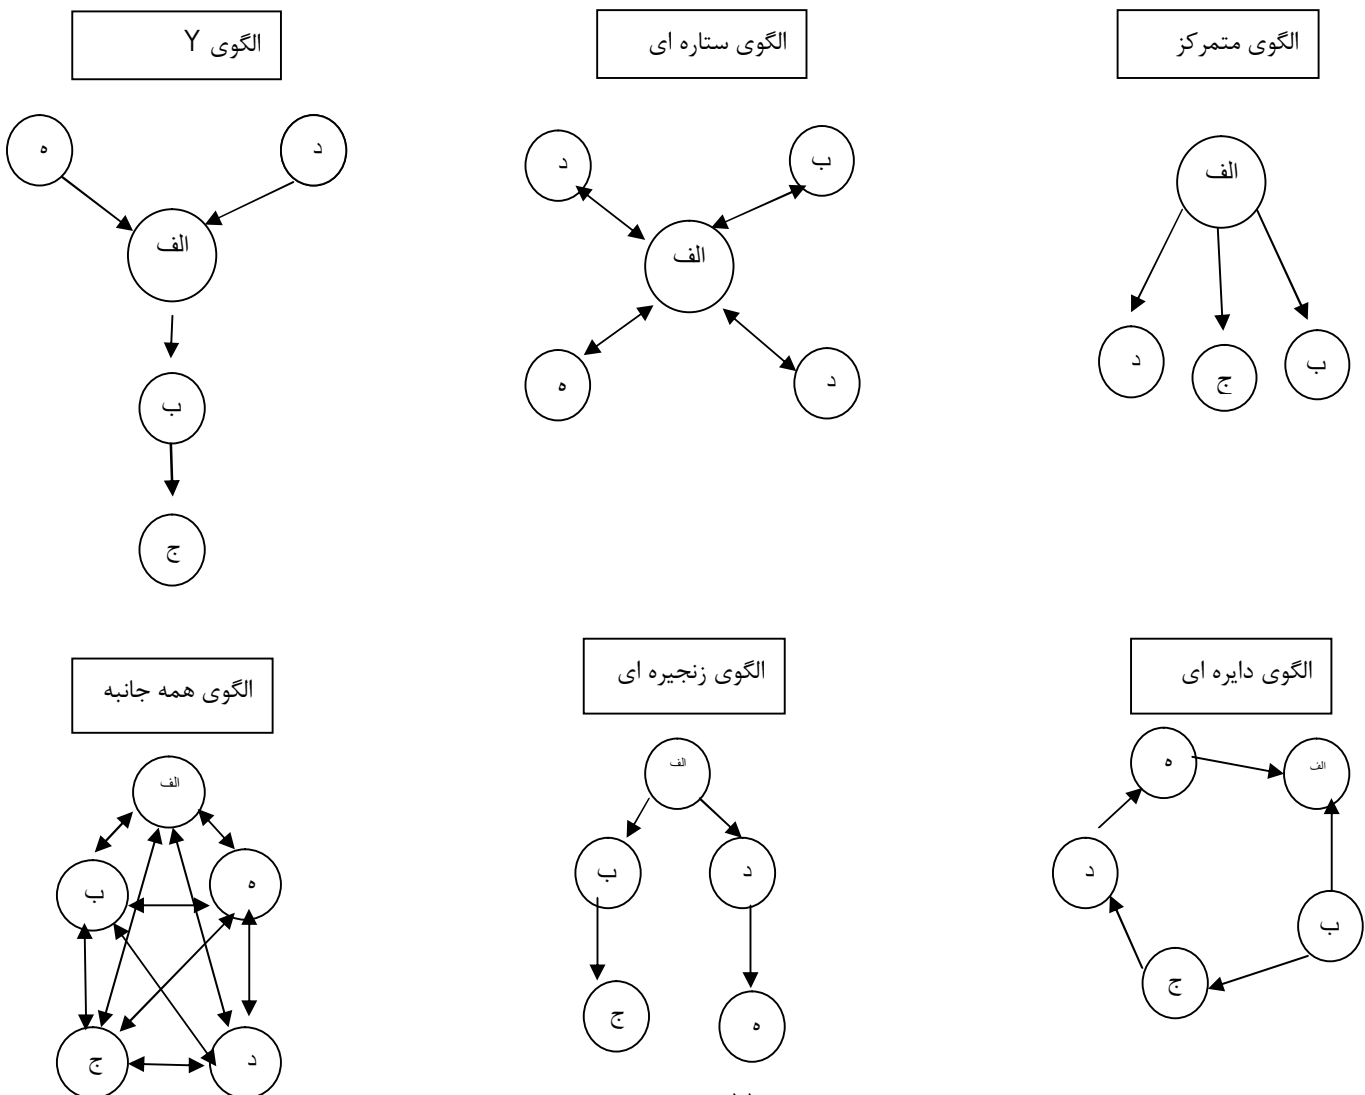 الگوی متمرکز
الف
ب
ج
د
الگوی ستاره ای
د
ب
الف
ه
د
الگوی Y
ه
د
الف
ب
ج
الگوی دایره ای
ه
الف
د
ب
ج
الگوی زنجیره ای
الف
ب
د
ج
ه
الگوی همه جانبه
الف
ب
ه
ج
د